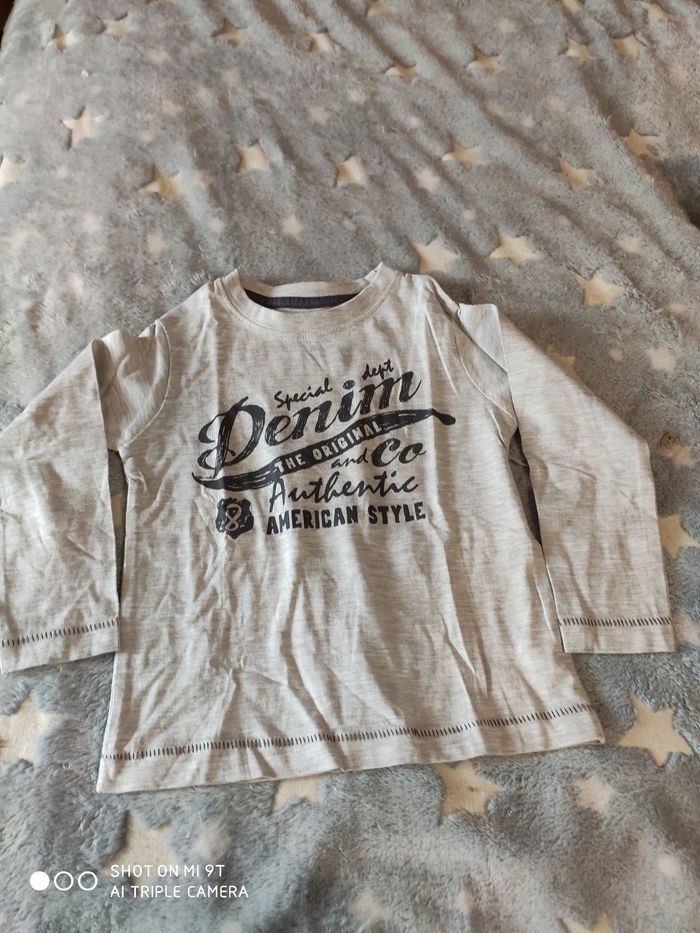 Special dept
Denim
THE ORIGINAL
and Co
Authentic
8 AMERICAN STYLE
SHOT ON MI 9T
AI TRIPLE CAMERA